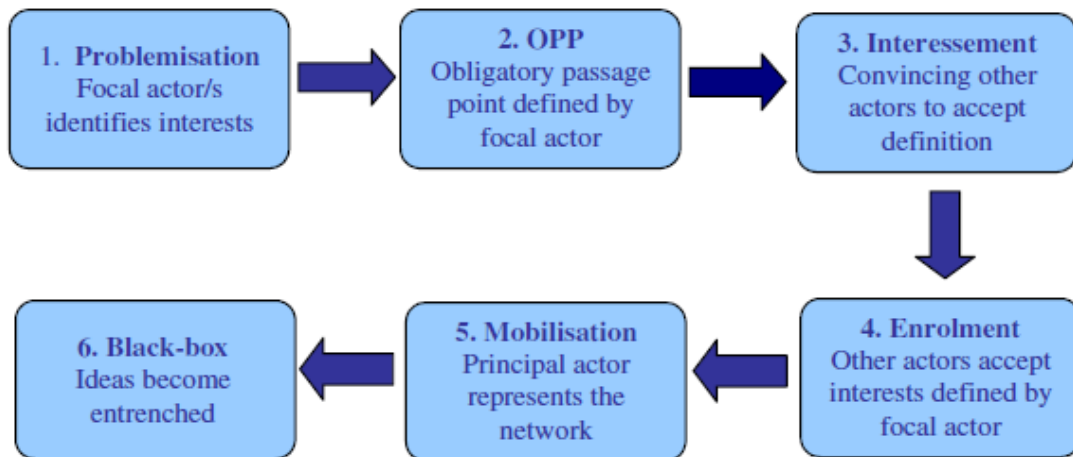 1. Problemisation
Focal actor/s
identifies interests
2. OPP
Obligatory passage
point defined by
focal actor
3. Interessement
Convincing other
actors to accept
definition
4. Enrolment
Other actors accept
interests defined by
focal actor
5. Mobilisation
Principal actor
represents the
network
6. Black-box
Ideas become
entrenched